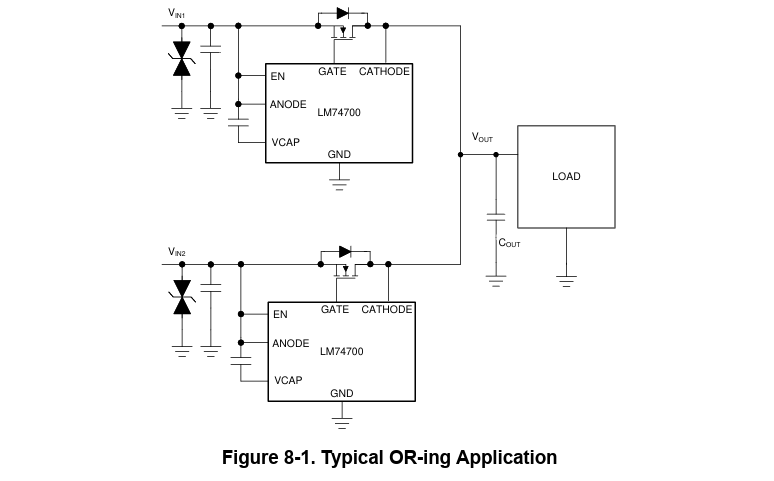 VIN1
GATE CATHODE
EN
ANODE
LM74700
VCAP
GND
VOUT
LOAD
COUT
VIN2
GATE CATHODE
EN
ANODE
LM74700
VCAP
GND
Figure 8-1. Typical OR-ing Application